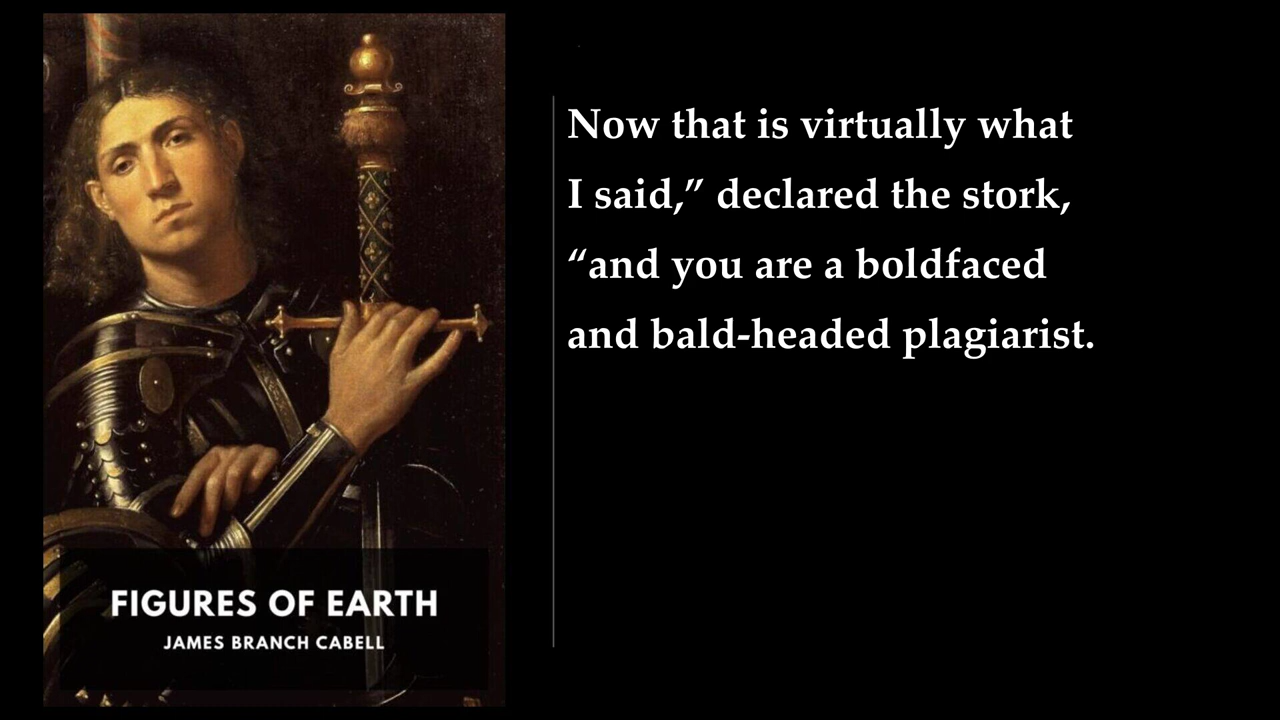 Now that is virtually what
I said,” declared the stork,
“and you are a boldfaced
and bald-headed plagiarist.
FIGURES OF EARTH
JAMES BRANCH CABELL